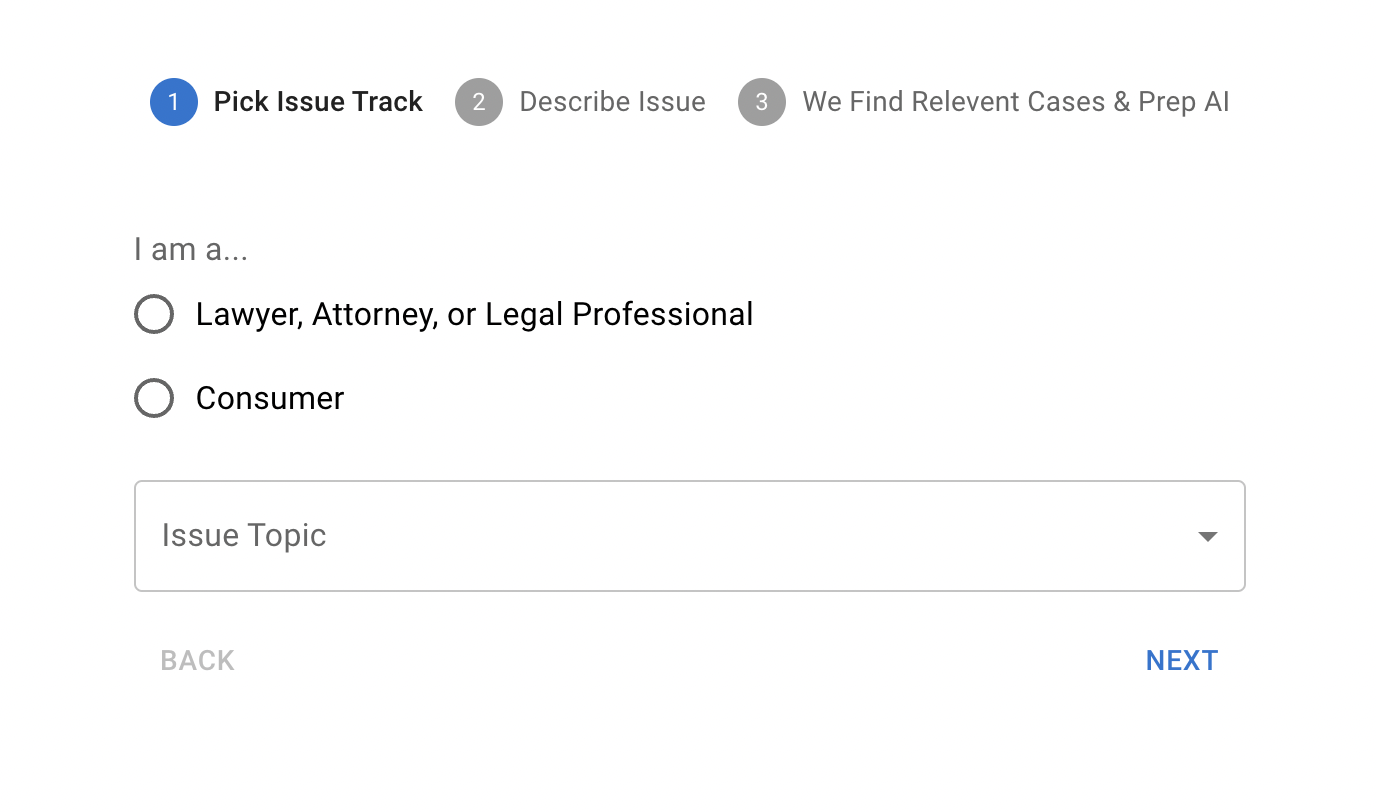 1 Pick Issue Track 2 Describe Issue 3 We Find Relevent Cases & Prep AI
I am a...
Lawyer, Attorney, or Legal Professional
Consumer
Issue Topic
BACK NEXT